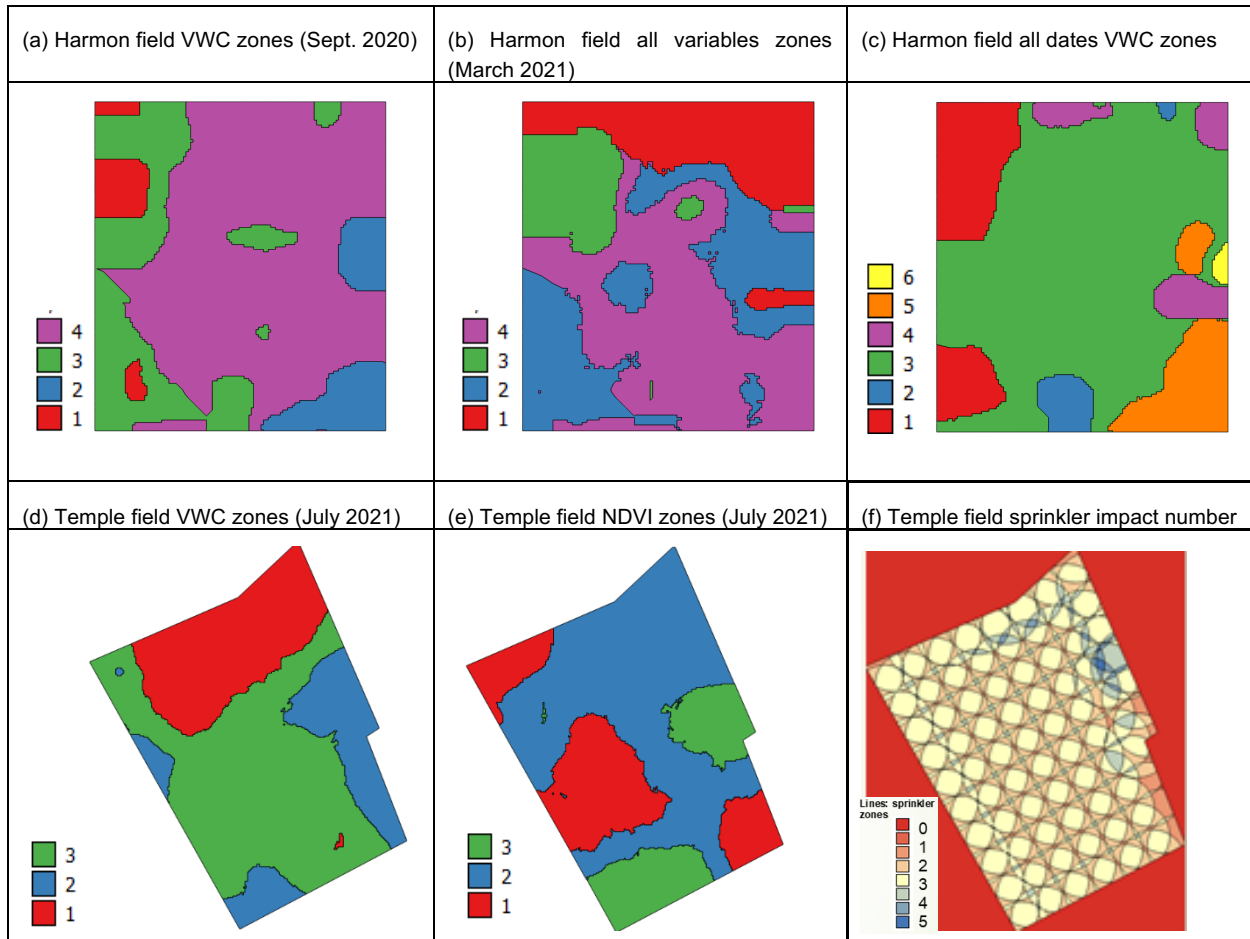 (a) Harmon field VWC zones (Sept. 2020)
(b) Harmon field all variables zones
(March 2021)
(c) Harmon field all dates VWC zones
4
3
2
1
4
3
2
1
6
5
4
3
2
1
(d) Temple field VWC zones (July 2021)
(e) Temple field NDVI zones (July 2021)
(f) Temple field sprinkler impact number
3
2
1
3
2
1
Lines: sprinkler
zones
0
1
2
3
4
5